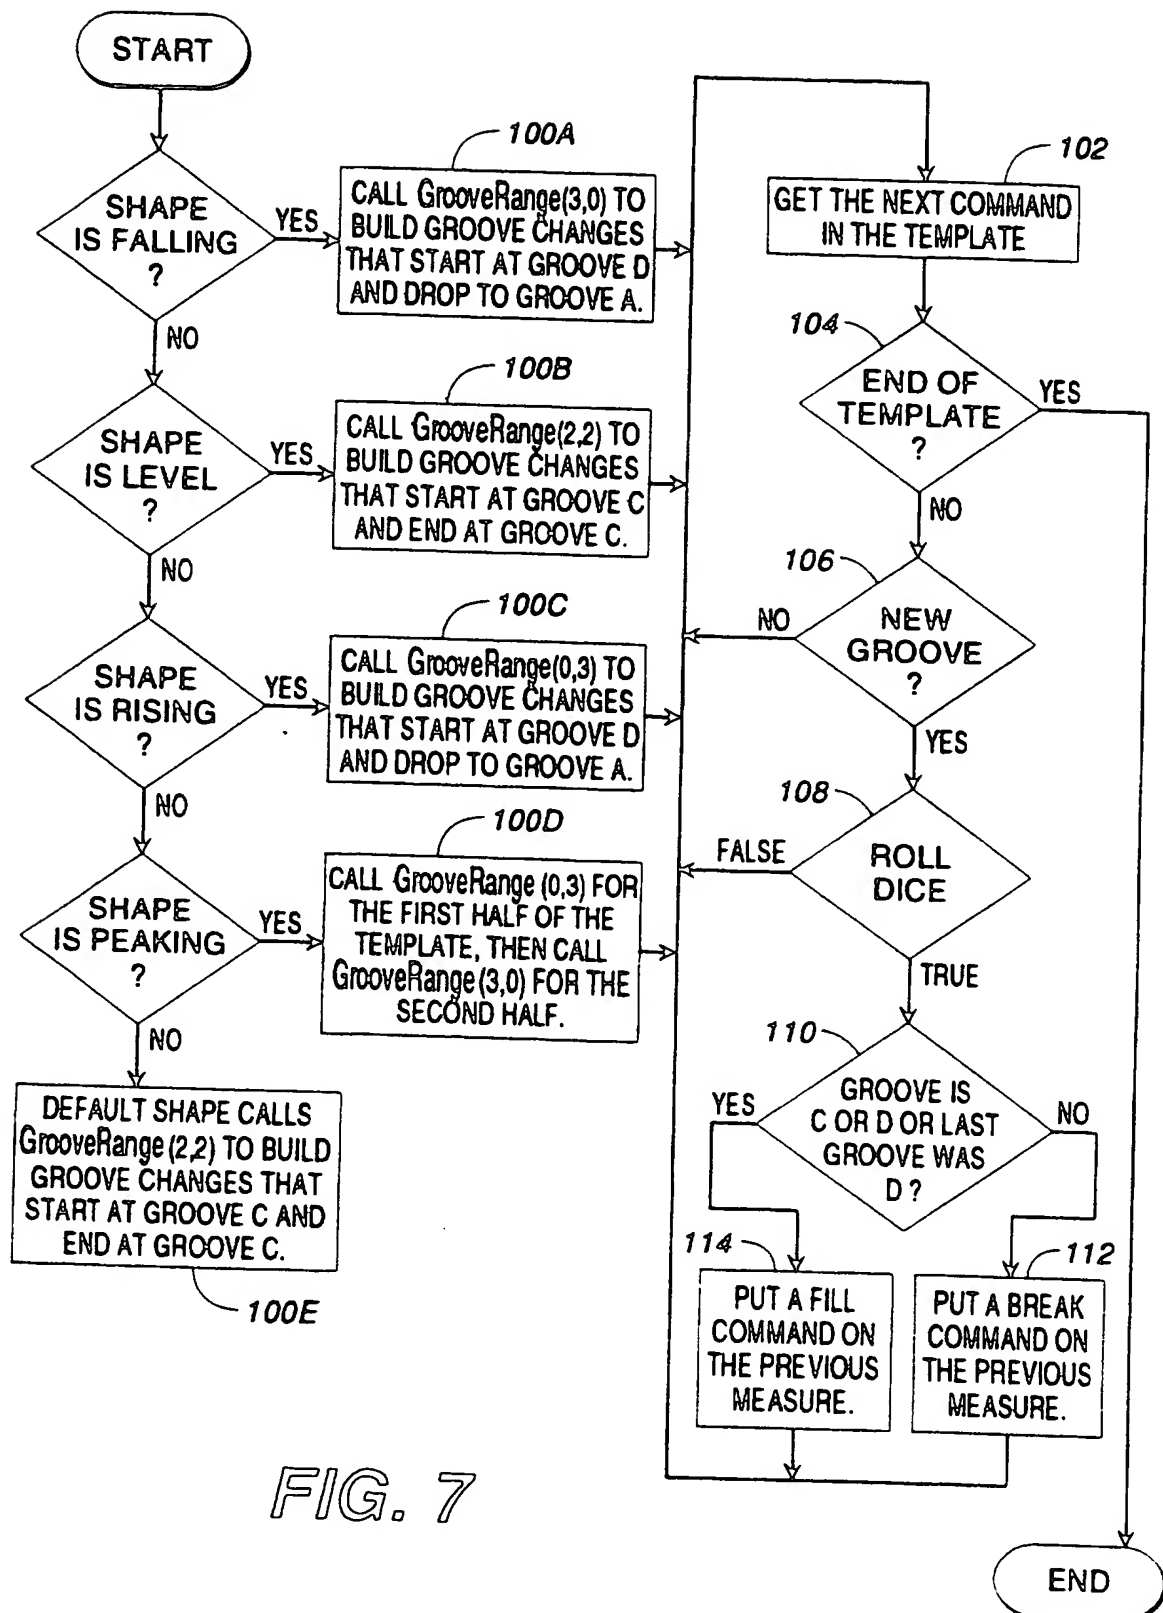 START
SHAPE
IS FALLING
?
YES
NO
100A
CALL GrooveRange(3,0) TO
BUILD GROOVE CHANGES
THAT START AT GROOVE D
AND DROP TO GROOVE A.
SHAPE
IS LEVEL
?
YES
NO
100B
CALL GrooveRange(2,2) TO
BUILD GROOVE CHANGES
THAT START AT GROOVE C
AND END AT GROOVE C.
SHAPE
IS RISING
?
YES
NO
100C
CALL GrooveRange(0,3) TO
BUILD GROOVE CHANGES
THAT START AT GROOVE D
AND DROP TO GROOVE A.
SHAPE
IS PEAKING
?
YES
NO
100D
CALL GrooveRange (0,3) FOR
THE FIRST HALF OF THE
TEMPLATE, THEN CALL
GrooveRange (3,0) FOR THE
SECOND HALF.
DEFAULT SHAPE CALLS
GrooveRange (2,2) TO BUILD
GROOVE CHANGES THAT
START AT GROOVE C AND
END AT GROOVE C.
100E
102
GET THE NEXT COMMAND
IN THE TEMPLATE
104
END OF
TEMPLATE
?
YES
NO
106
NEW
GROOVE
?
NO
YES
108
ROLL
DICE
FALSE
TRUE
110
GROOVE IS
C OR D OR LAST
GROOVE WAS
D ?
YES
NO
114
PUT A FILL
COMMAND ON
THE PREVIOUS
MEASURE.
112
PUT A BREAK
COMMAND ON
THE PREVIOUS
MEASURE.
END
FIG. 7